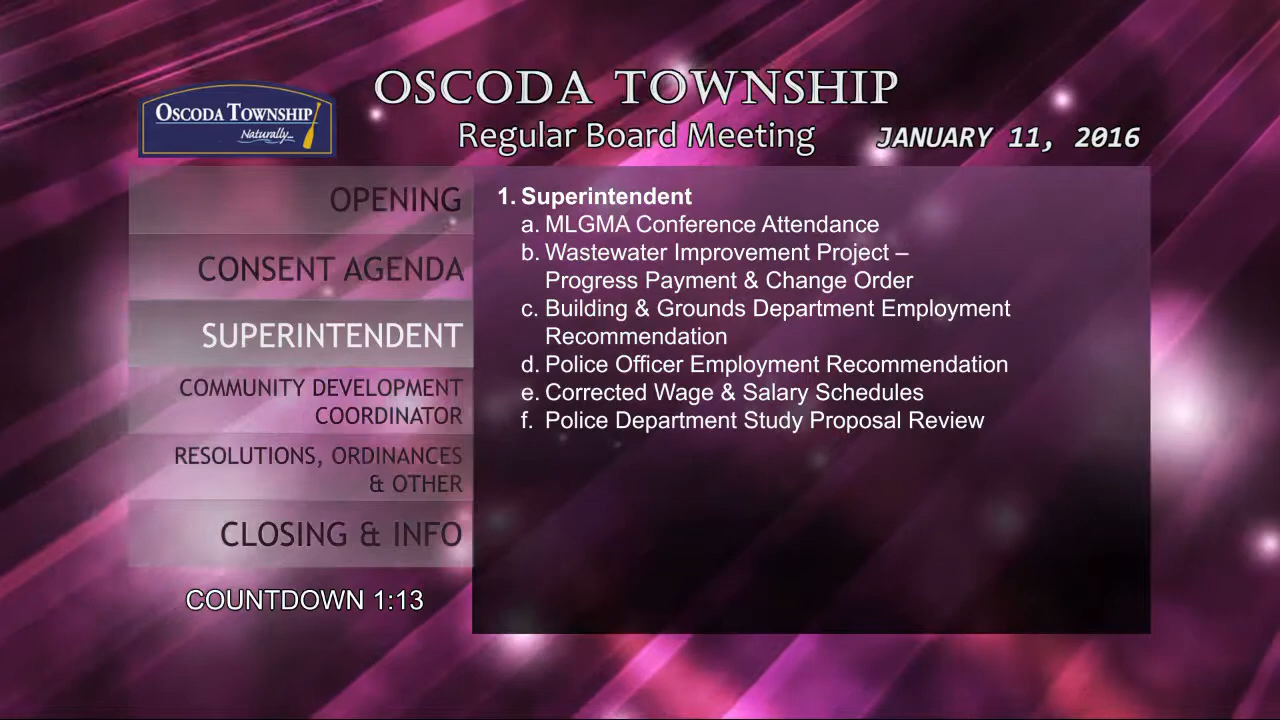 OSCODA TOWNSHIP
Naturally...
OSCODA TOWNSHIP
Regular Board Meeting
JANUARY 11, 2016
OPENING
CONSENT AGENDA
SUPERINTENDENT
COMMUNITY DEVELOPMENT
COORDINATOR
RESOLUTIONS, ORDINANCES
& OTHER
CLOSING & INFO
COUNTDOWN 1:13
1. Superintendent
a. MLGMA Conference Attendance
b. Wastewater Improvement Project –
Progress Payment & Change Order
c. Building & Grounds Department Employment
Recommendation
d. Police Officer Employment Recommendation
e. Corrected Wage & Salary Schedules
f. Police Department Study Proposal Review